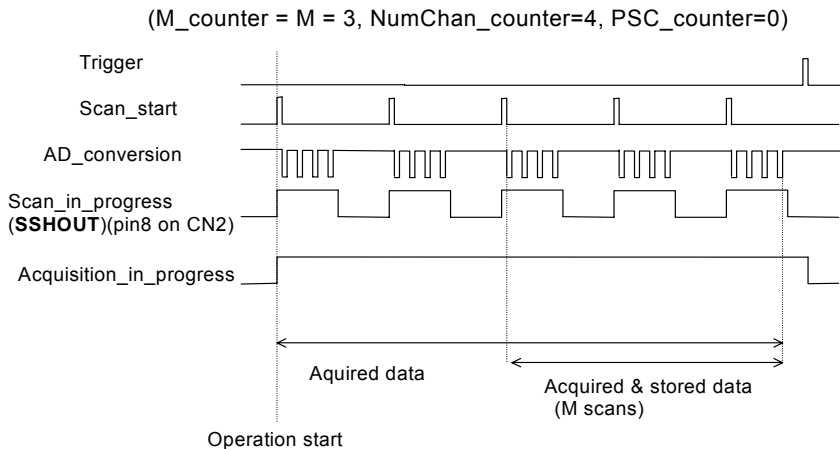 (M_counter = M = 3, NumChan_counter=4, PSC_counter=0)
Trigger
Scan_start
AD_conversion
Scan_in_progress
(SSHOUT)(pin8 on CN2)
Acquisition_in_progress
Aquired data
Acquired & stored data
(M scans)
Operation start